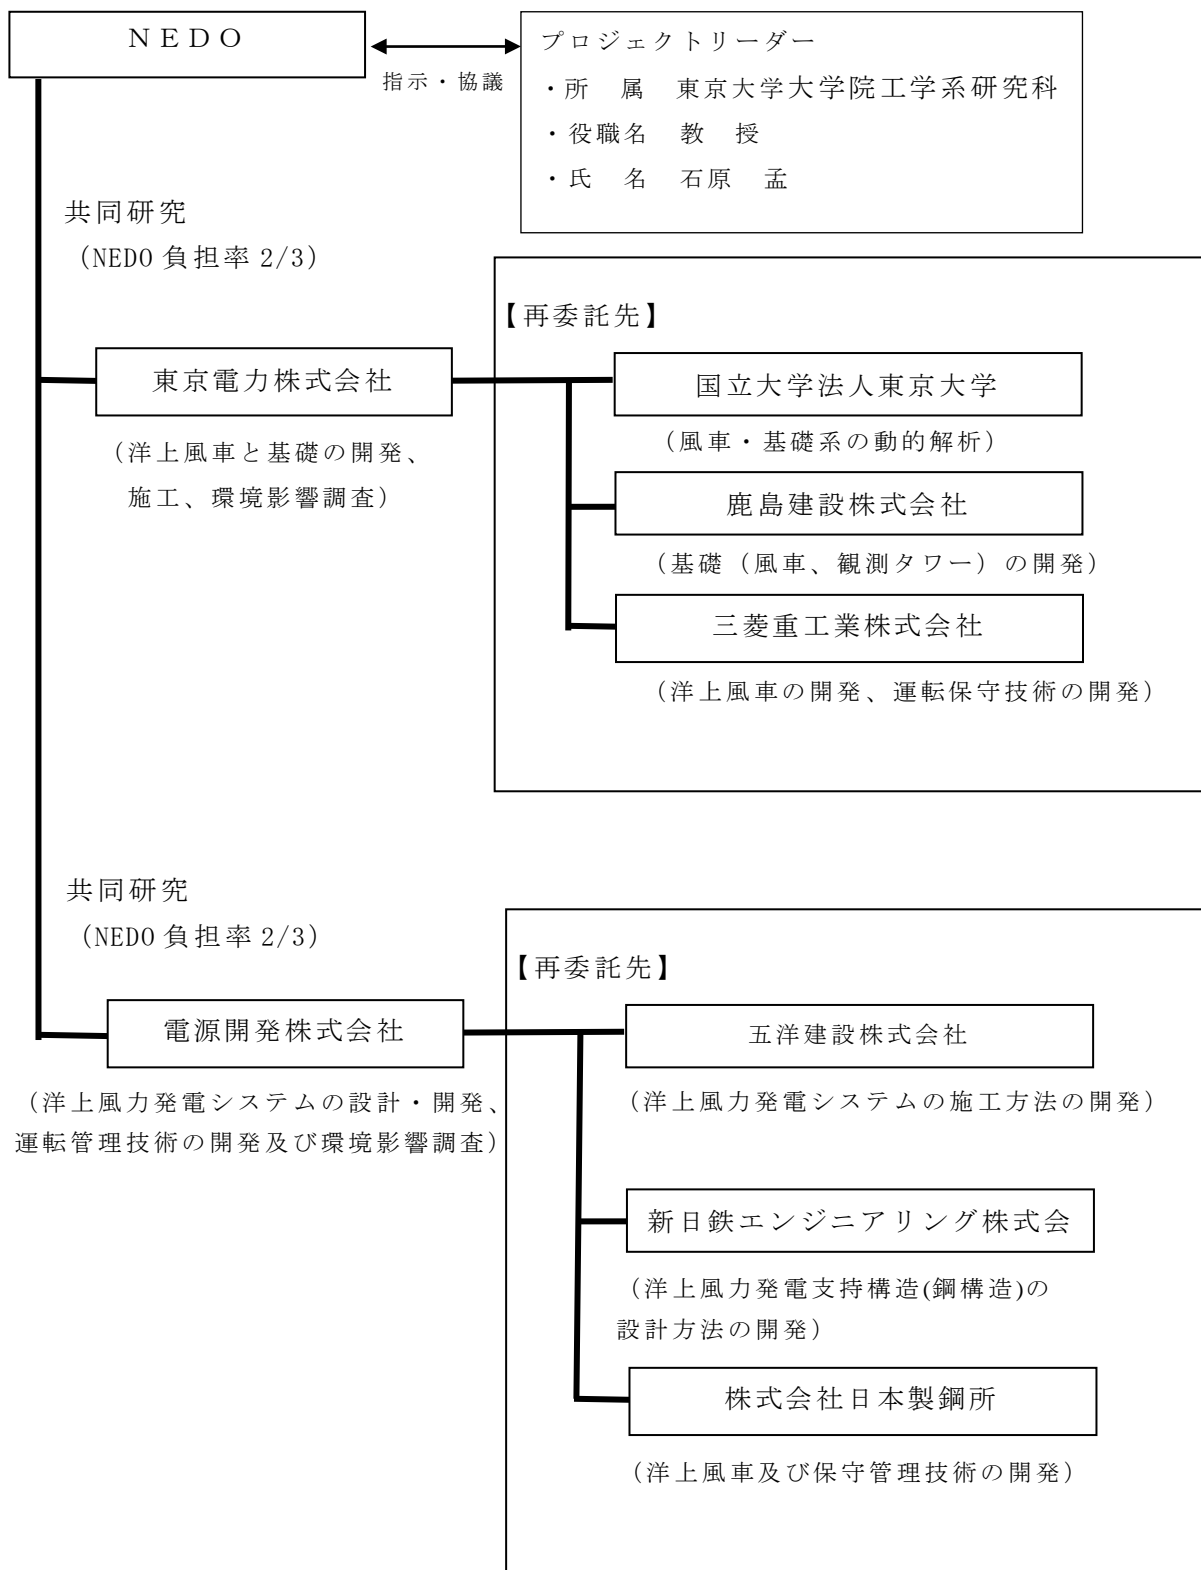 ＮＥＤＯ
指示・協議
プロジェクトリーダー
・所　属　東京大学大学院工学系研究科
・役職名　教　授
・氏　名　石原　孟
共同研究
（NEDO 負担率 2/3）
【再委託先】
東京電力株式会社
（洋上風車と基礎の開発、
施工、環境影響調査）
国立大学法人東京大学
（風車・基礎系の動的解析）
鹿島建設株式会社
（基礎（風車、観測タワー）の開発）
三菱重工業株式会社
（洋上風車の開発、運転保守技術の開発）
共同研究
（NEDO 負担率 2/3）
【再委託先】
電源開発株式会社
（洋上風力発電システムの設計・開発、
運転管理技術の開発及び環境影響調査）
五洋建設株式会社
（洋上風力発電システムの施工方法の開発）
新日鉄エンジニアリング株式会
（洋上風力発電支持構造(鋼構造)の
設計方法の開発）
株式会社日本製鋼所
（洋上風車及び保守管理技術の開発）